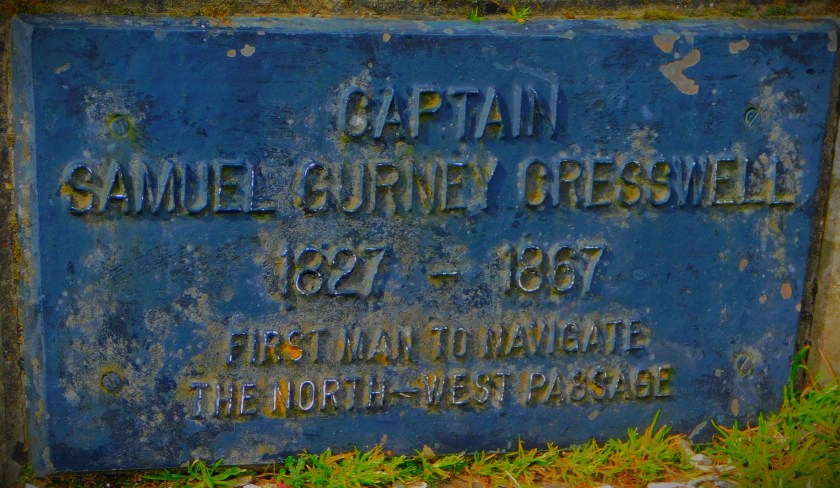 CAPTAIN
SAMUEL GURNEY CRESSWELL
1827 - 1867
FIRST MAN TO NAVIGATE
THE NORTH-WEST PASSAGE